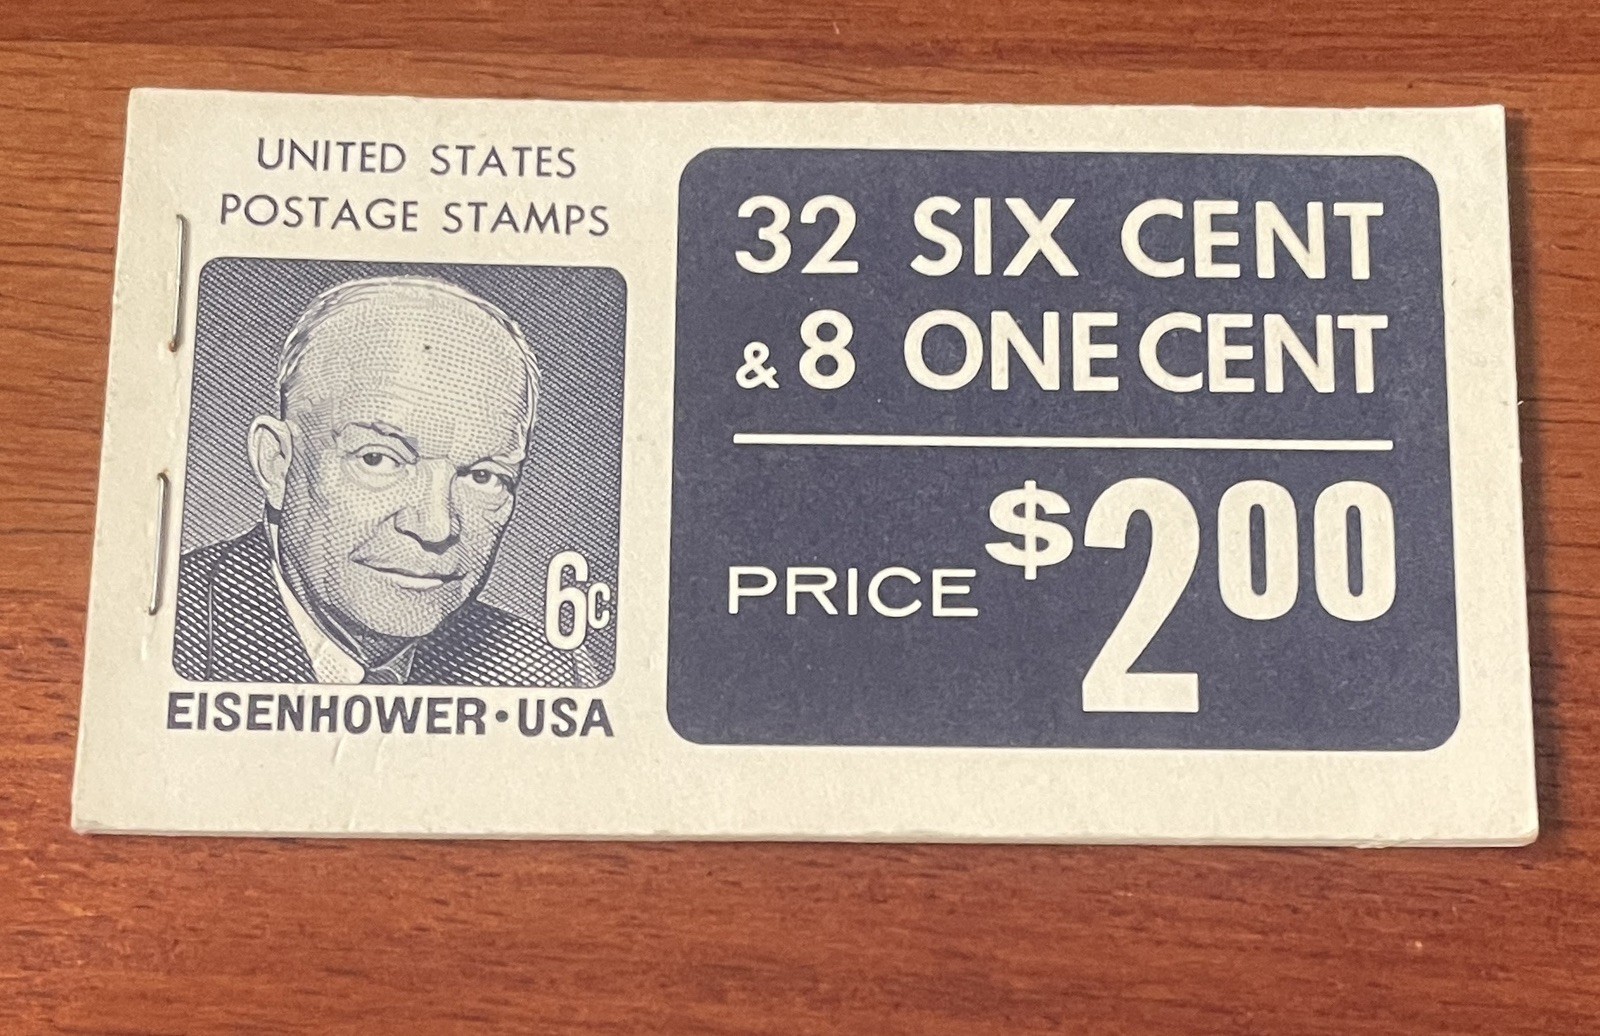 UNITED STATES
POSTAGE STAMPS
6c
EISENHOWER·USA
32 SIX CENT
& 8 ONE CENT
PRICE $2.00